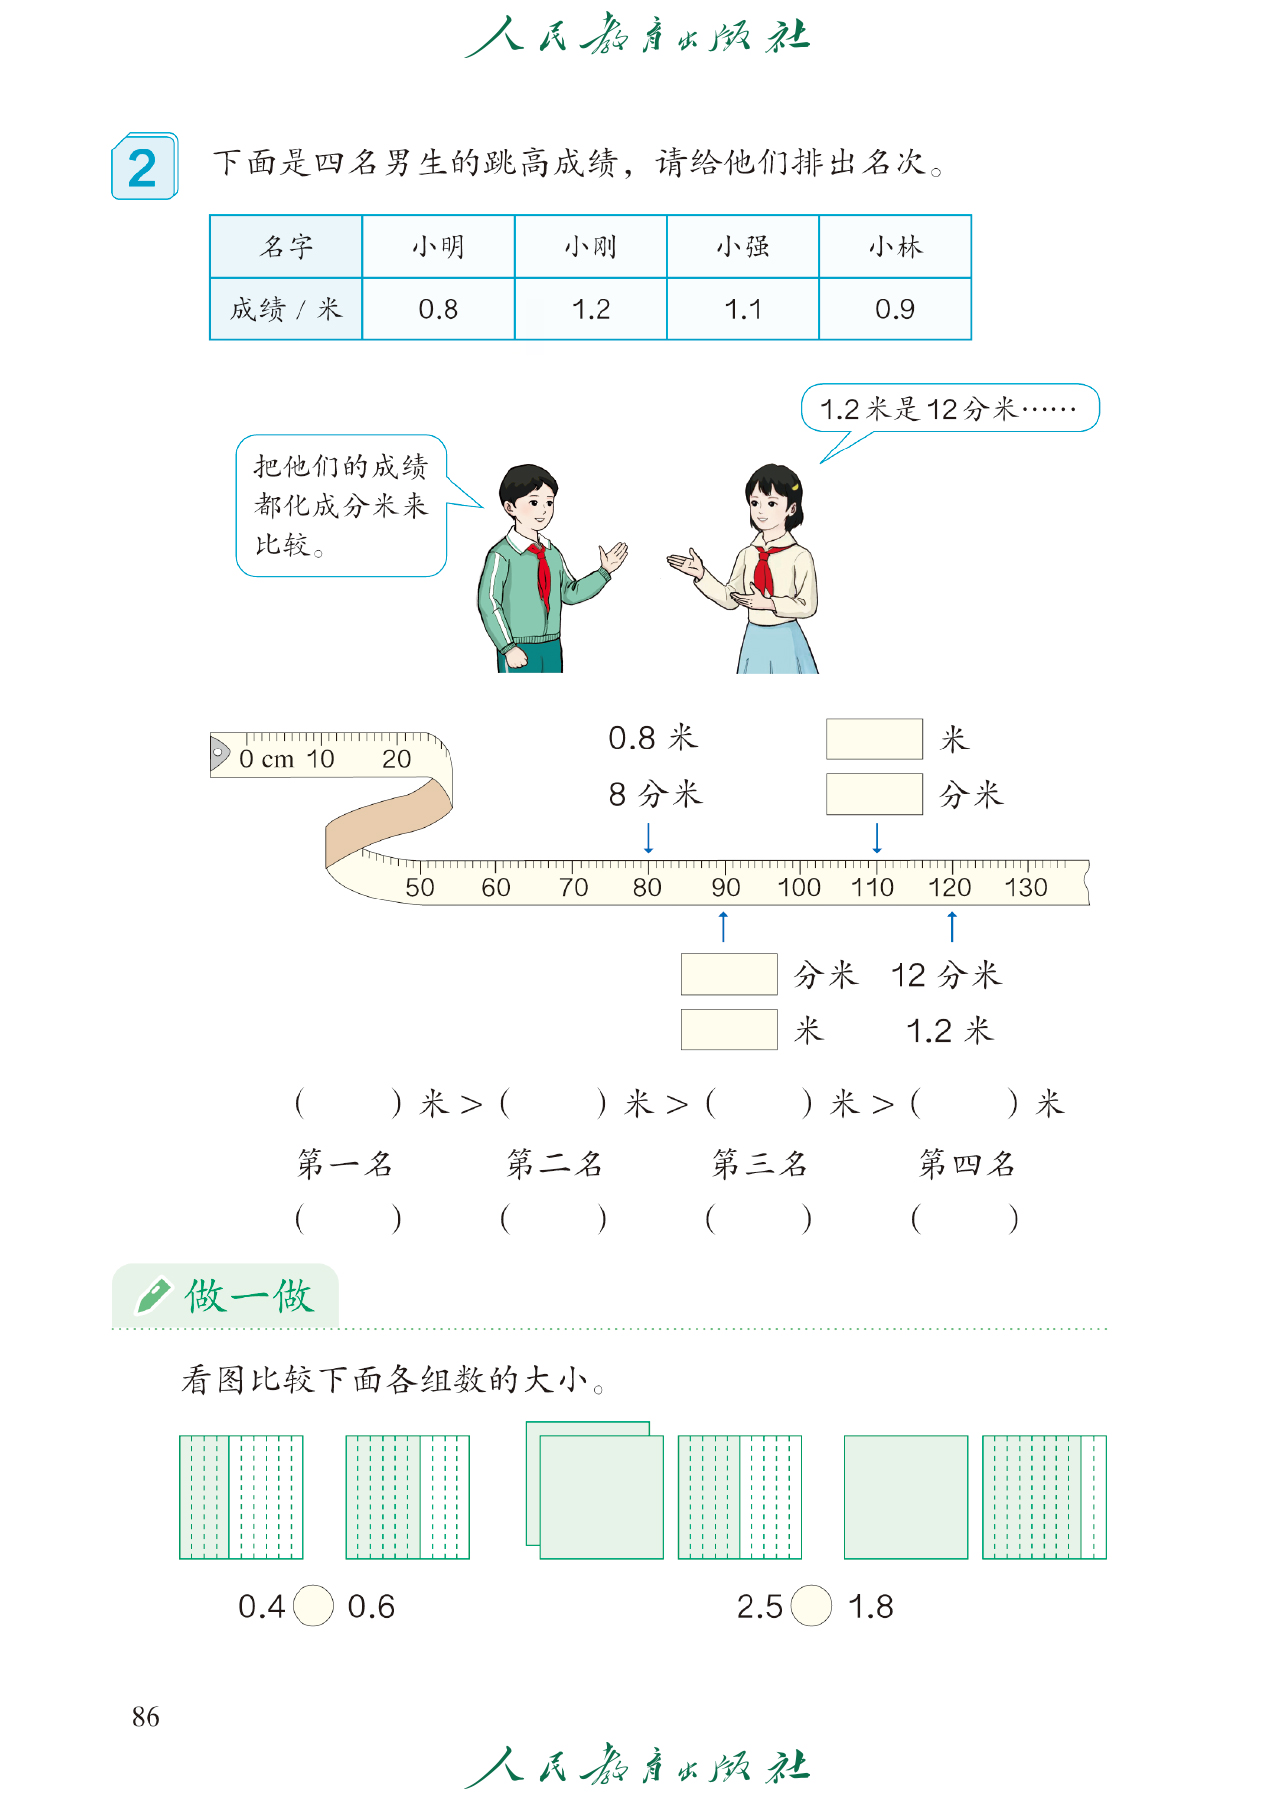 人民教育出版社
2 下面是四名男生的跳高成绩，请给他们排出名次。
名字 小明 小刚 小强 小林
成绩 / 米 0.8 1.2 1.1 0.9
1.2米是12分米……
把他们的成绩
都化成分米来
比较。
0.8 米 米
8 分米 分米
0 cm 10 20
50 60 70 80 90 100 110 120 130
分米 12 分米
米 1.2 米
( ) 米 > ( ) 米 > ( ) 米 > ( ) 米
第一名 第二名 第三名 第四名
( ) ( ) ( ) ( )
做一做
看图比较下面各组数的大小。
0.4 ○ 0.6 2.5 ○ 1.8
86
人民教育出版社